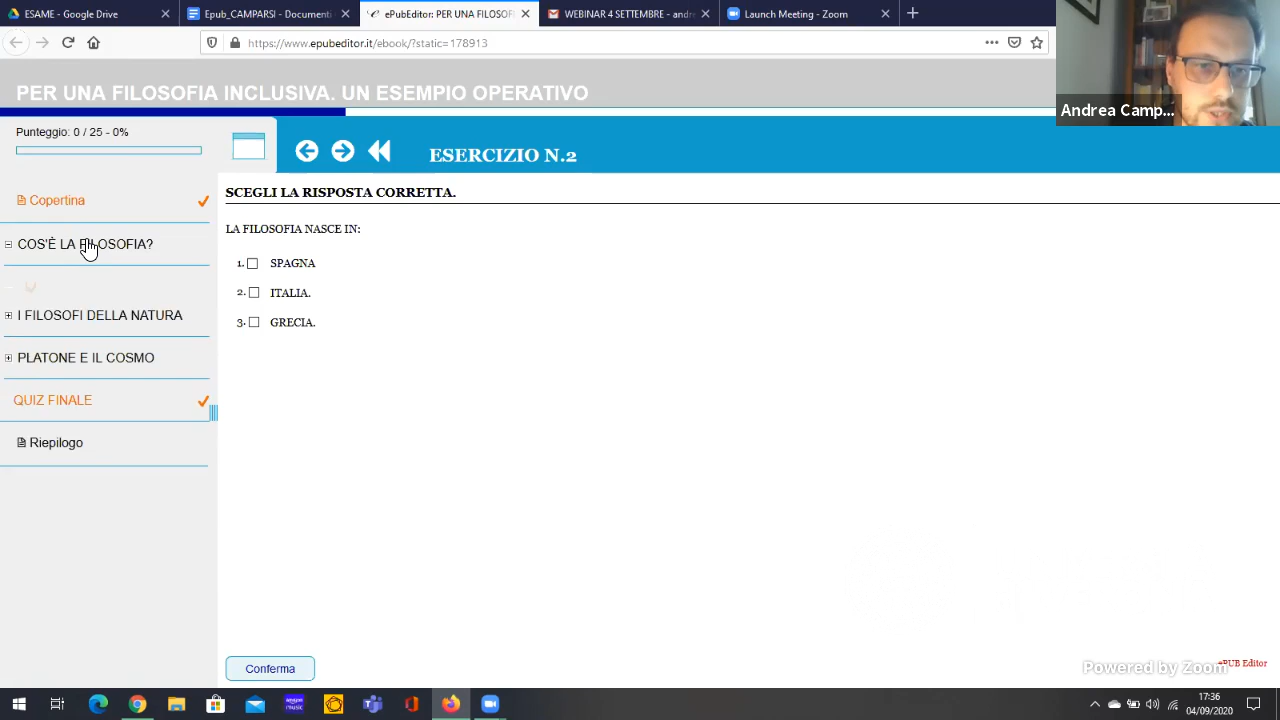 ESAME - Google Drive
Epub_CAMPARSI - Documenti
ePubEditor: PER UNA FILOSOFI
WEBINAR 4 SETTEMBRE - andre
Launch Meeting - Zoom
https://www.epubeditor.it/ebook/?static=178913
PER UNA FILOSOFIA INCLUSIVA. UN ESEMPIO OPERATIVO
Andrea Camp...
Punteggio: 0 / 25 - 0%
ESERCIZIO N.2
Copertina
COS'È LA FILOSOFIA?
I FILOSOFI DELLA NATURA
PLATONE E IL COSMO
QUIZ FINALE
Riepilogo
SCEGLI LA RISPOSTA CORRETTA.
LA FILOSOFIA NASCE IN:
1. SPAGNA
2. ITALIA.
3. GRECIA.
Conferma
ePUB Editor
Powered by Zoom
17:36
04/09/2020